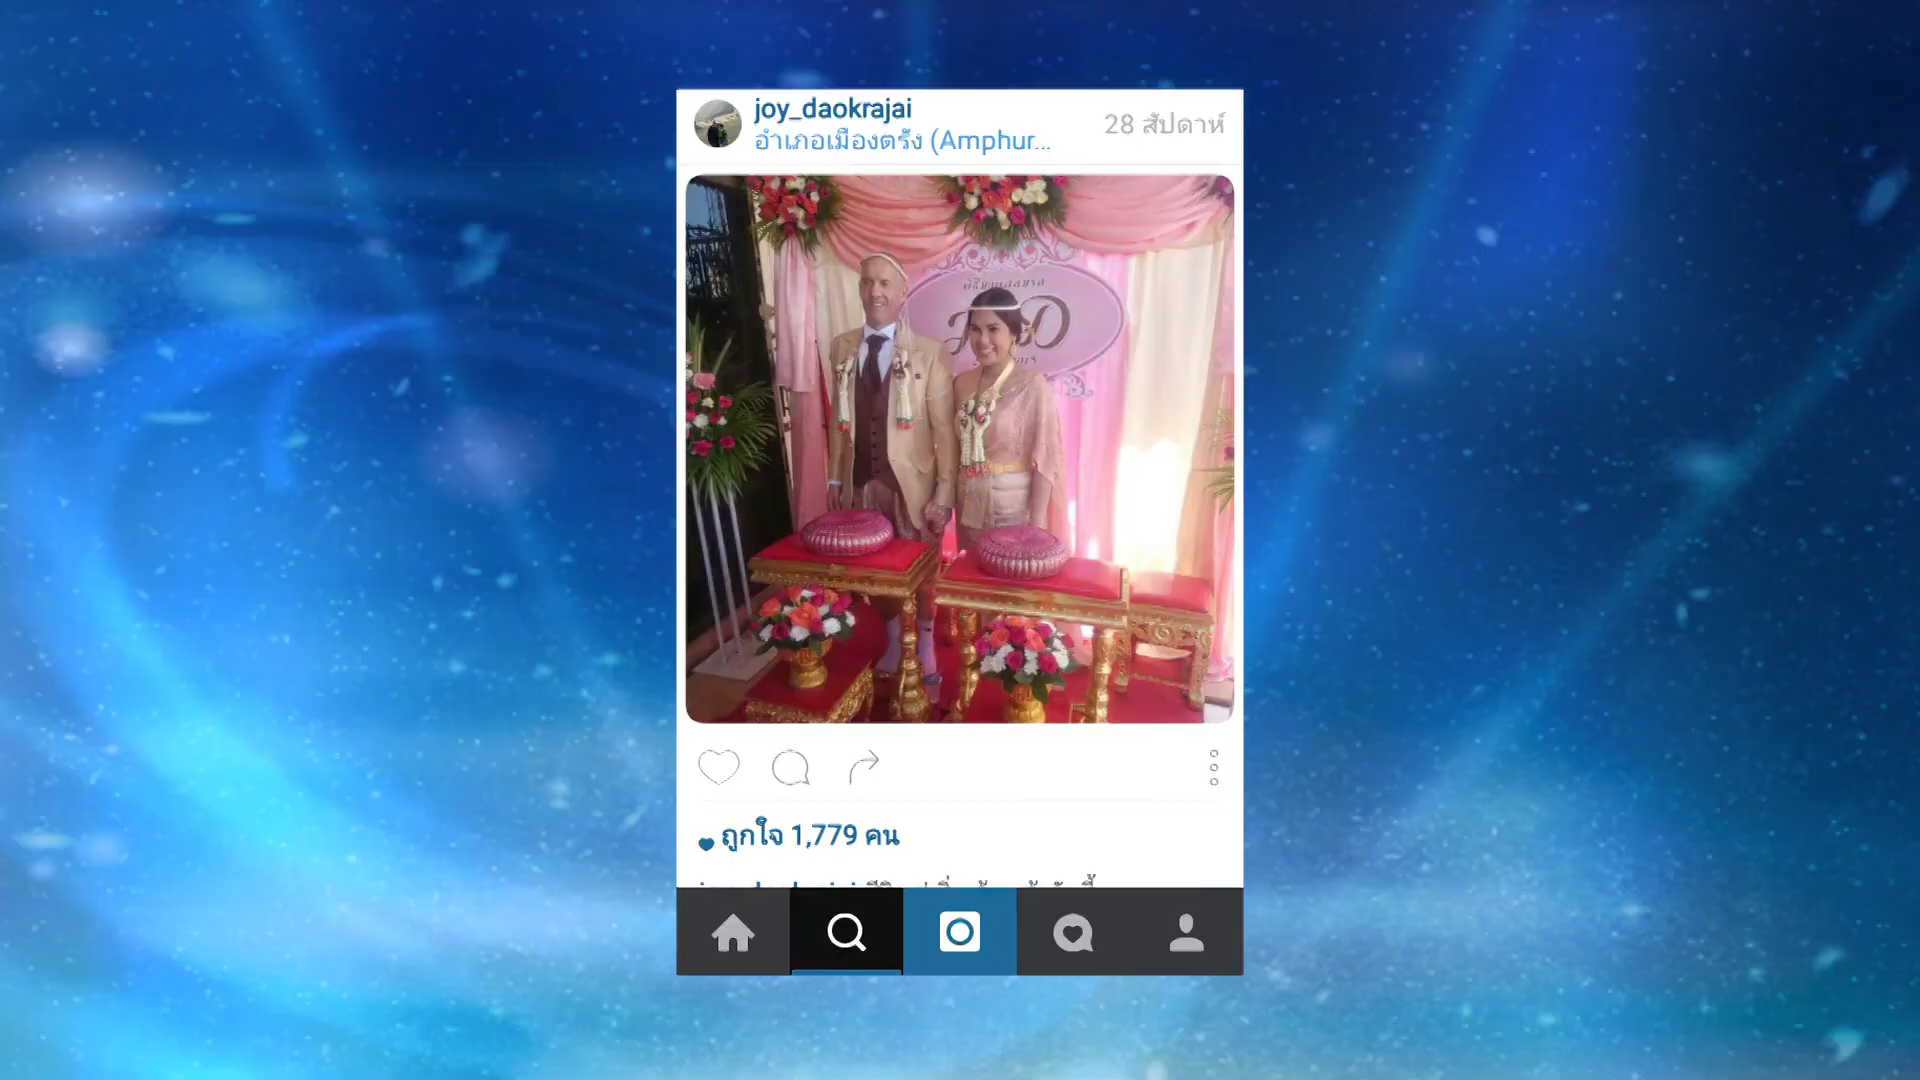 joy_daokrajai
อำเภอเมืองตรัง (Amphur...
28 สัปดาห์
ถูกใจ 1,779 คน